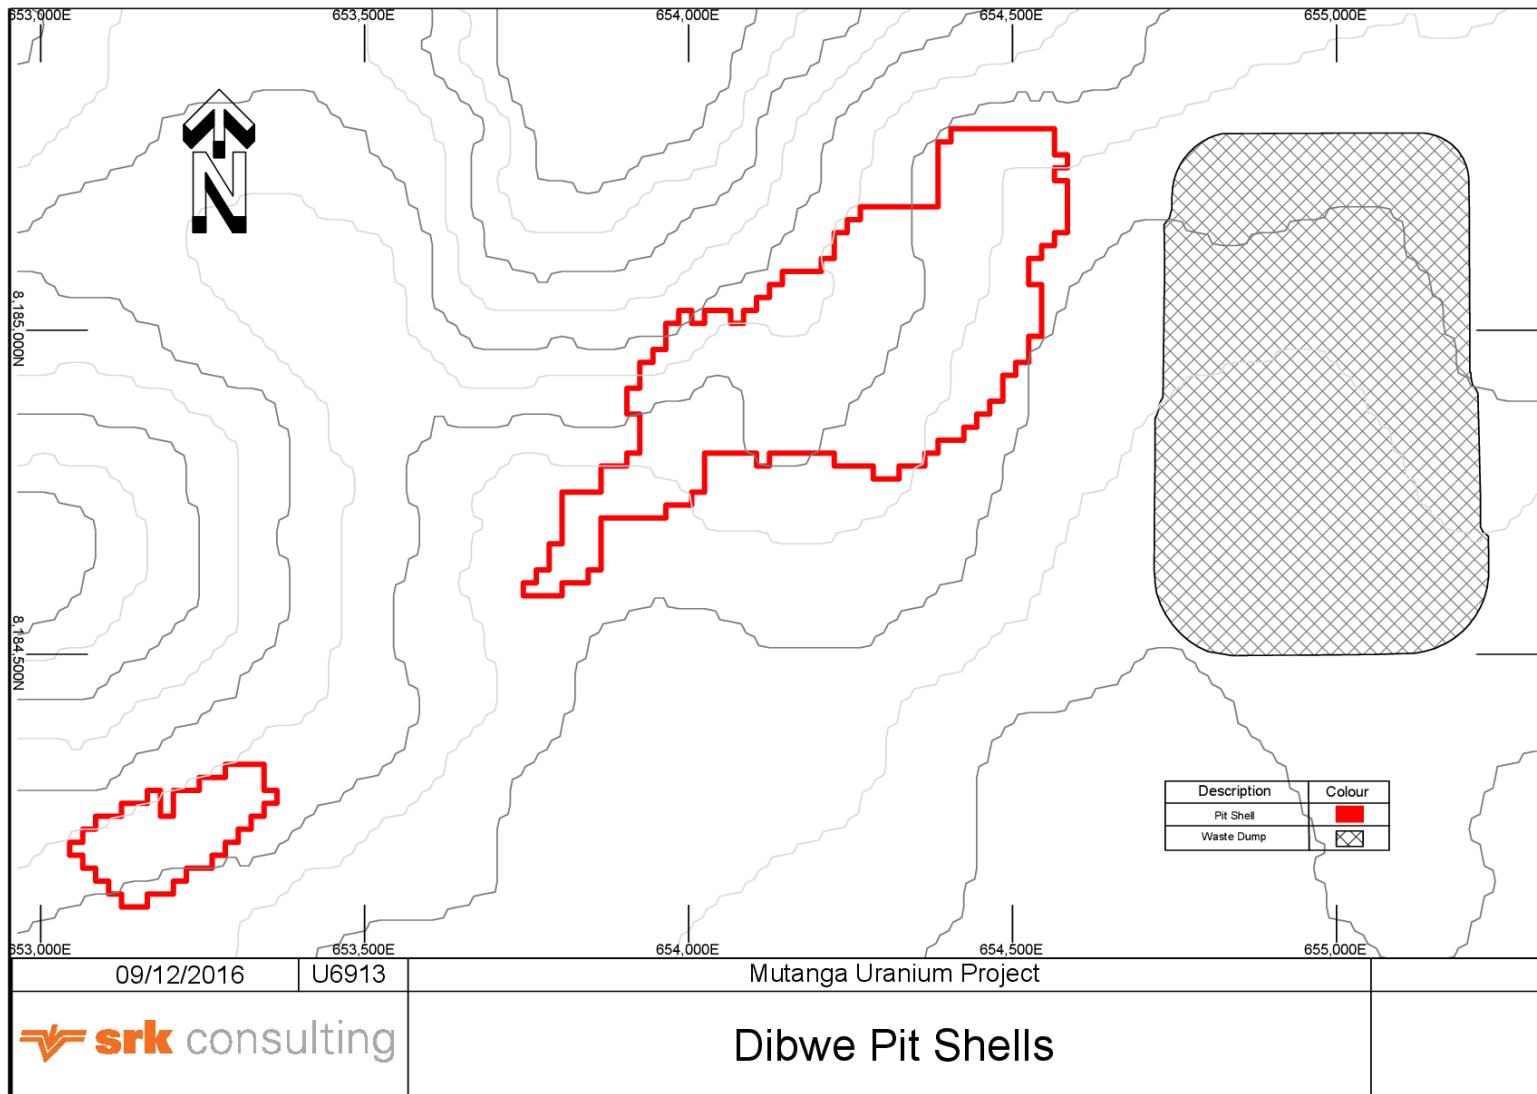 653,000E 653,500E 654,000E 654,500E 655,000E
N
8,185,000N
8,184,500N
Description Colour
Pit Shell
Waste Dump
653,000E 653,500E 654,000E 654,500E 655,000E
09/12/2016 U6913 Mutanga Uranium Project
srk consulting Dibwe Pit Shells